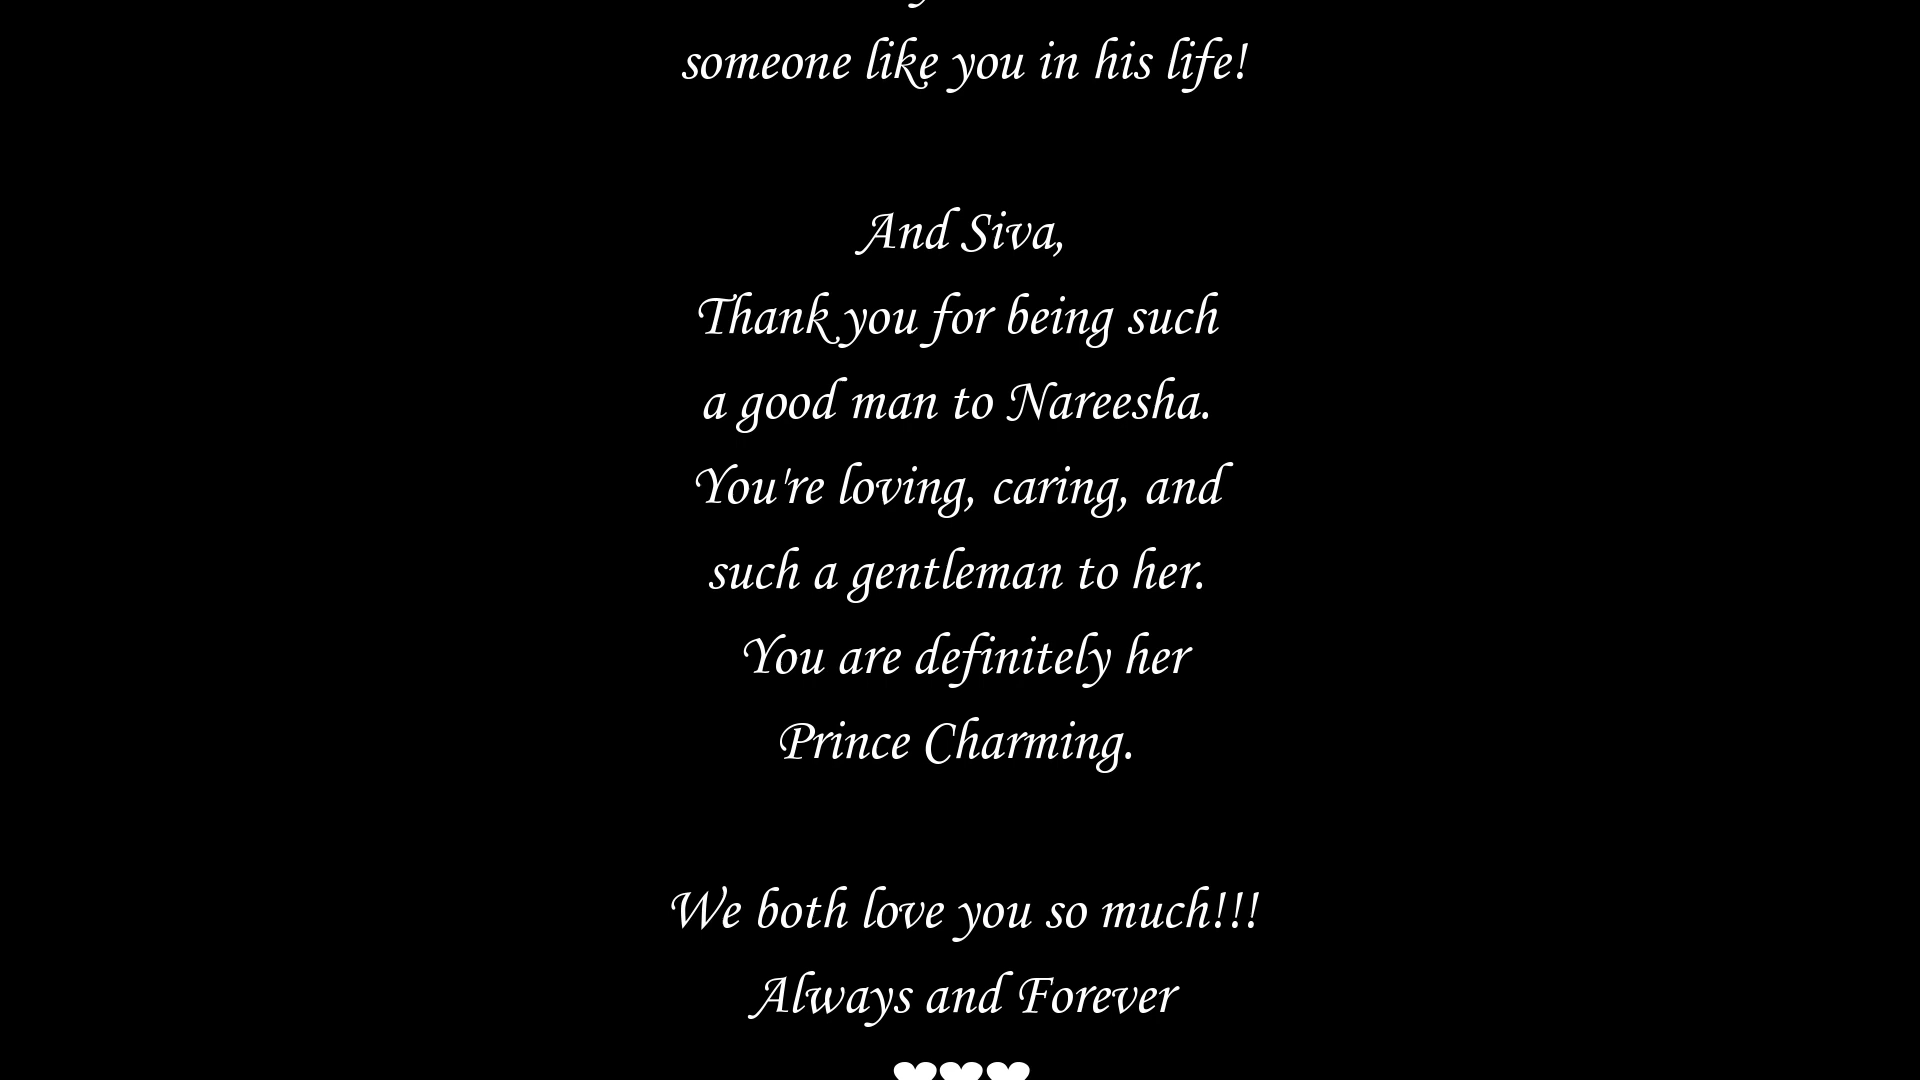 someone like you in his life!
And Siva,
Thank you for being such
a good man to Nareesha.
You're loving, caring, and
such a gentleman to her.
You are definitely her
Prince Charming.
We both love you so much!!!
Always and Forever
♥♥♥